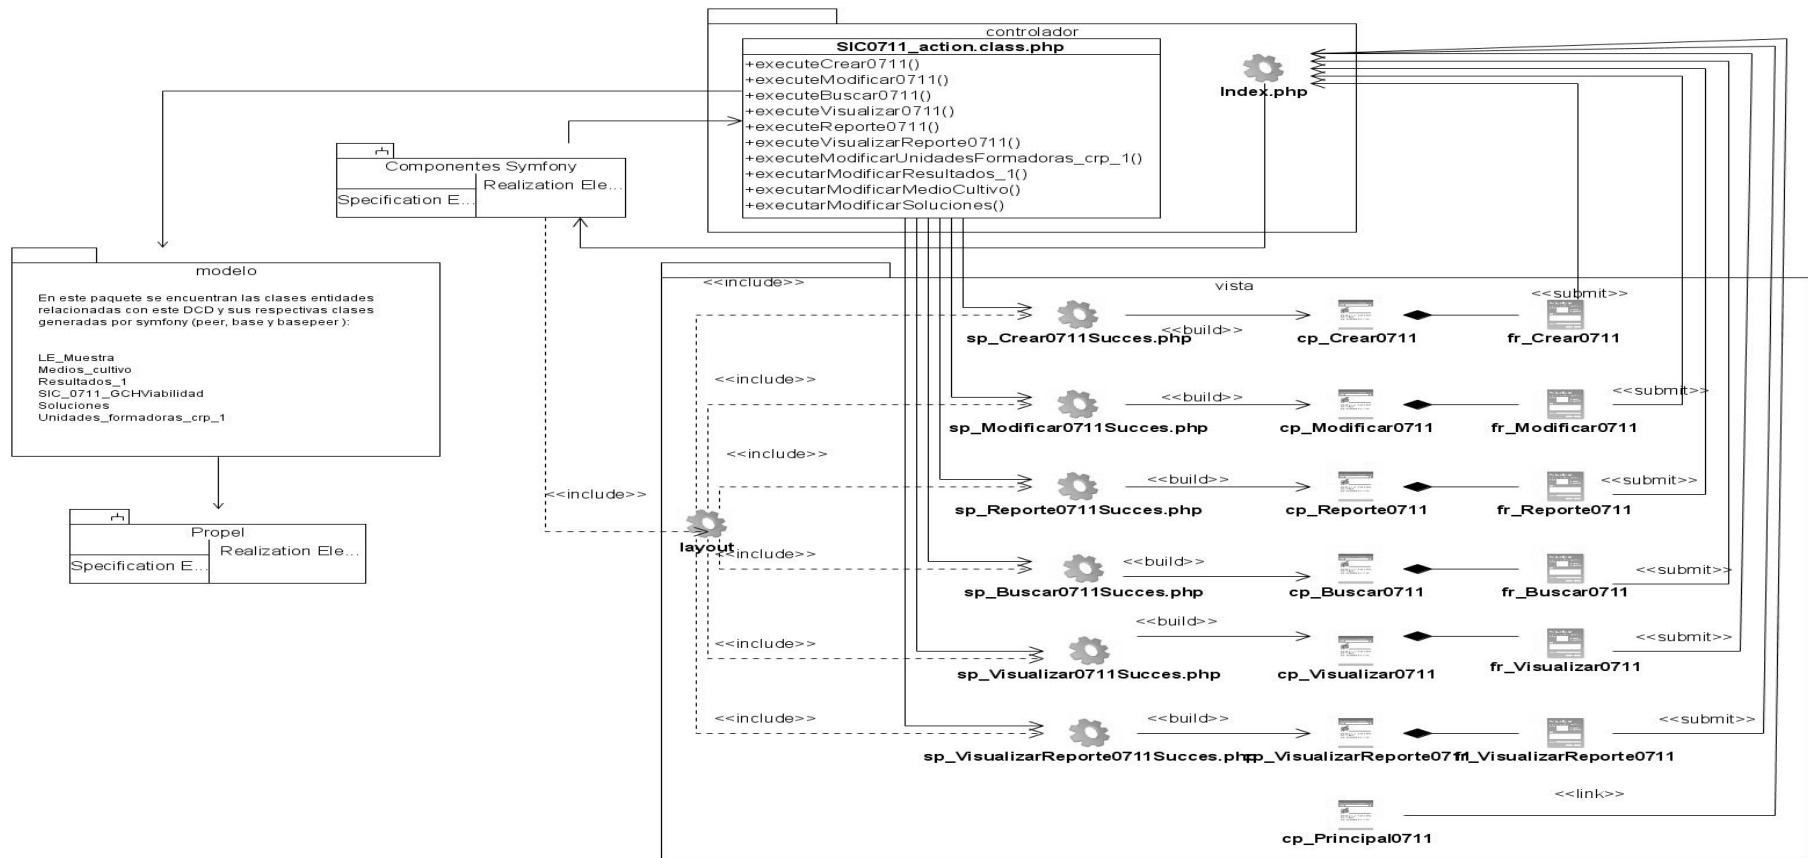 controlador
SIC0711_action.class.php
+executeCrear0711()
+executeModificar0711()
+executeBuscar0711()
+executeVisualizar0711()
+executeReporte0711()
+executeVisualizarReporte0711()
+executeModificarUnidadesFormadoras_crp_1()
+executarModificarResultados_1()
+executarModificarMedioCultivo()
+executarModificarSoluciones()
Index.php
Componentes Symfony
Realization Ele...
Specification E...
modelo
En este paquete se encuentran las clases entidades
relacionadas con este DCD y sus respectivas clases
generadas por symfony (peer, base y basepeer ):
LE_Muestra
Medios_cultivo
Resultados_1
SIC_0711_GCHViabilidad
Soluciones
Unidades_formadoras_crp_1
Propel
Realization Ele...
Specification E...
vista
<<include>>
<<submit>>
<<build>>
sp_Crear0711Succes.php
cp_Crear0711
fr_Crear0711
<<include>>
<<build>>
<<submit>>
sp_Modificar0711Succes.php
cp_Modificar0711
fr_Modificar0711
<<include>>
<<build>>
<<submit>>
sp_Reporte0711Succes.php
cp_Reporte0711
fr_Reporte0711
<<include>>
layout
<<include>>
<<build>>
<<submit>>
sp_Buscar0711Succes.php
cp_Buscar0711
fr_Buscar0711
<<include>>
<<build>>
<<submit>>
sp_Visualizar0711Succes.php
cp_Visualizar0711
fr_Visualizar0711
<<include>>
<<build>>
<<submit>>
sp_VisualizarReporte0711Succes.php
cp_VisualizarReporte0711
fr_VisualizarReporte0711
<<link>>
cp_Principal0711